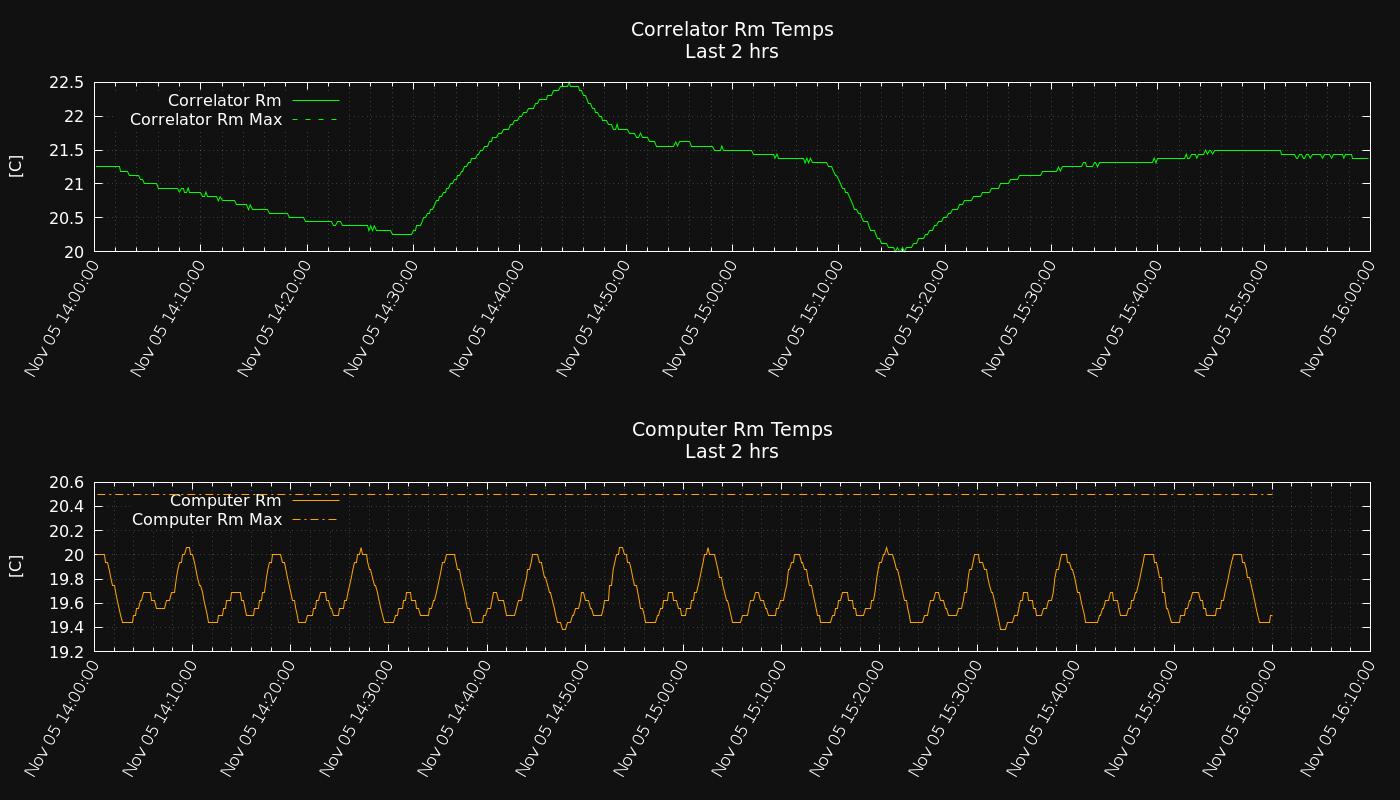 Correlator Rm Temps
Last 2 hrs
22.5
22
21.5
21
20.5
20
[C]
Correlator Rm
Correlator Rm Max
Nov 05 14:00:00
Nov 05 14:10:00
Nov 05 14:20:00
Nov 05 14:30:00
Nov 05 14:40:00
Nov 05 14:50:00
Nov 05 15:00:00
Nov 05 15:10:00
Nov 05 15:20:00
Nov 05 15:30:00
Nov 05 15:40:00
Nov 05 15:50:00
Nov 05 16:00:00
Computer Rm Temps
Last 2 hrs
20.6
20.4
20.2
20
19.8
19.6
19.4
19.2
[C]
Computer Rm
Computer Rm Max
Nov 05 14:00:00
Nov 05 14:10:00
Nov 05 14:20:00
Nov 05 14:30:00
Nov 05 14:40:00
Nov 05 14:50:00
Nov 05 15:00:00
Nov 05 15:10:00
Nov 05 15:20:00
Nov 05 15:30:00
Nov 05 15:40:00
Nov 05 15:50:00
Nov 05 16:00:00
Nov 05 16:10:00